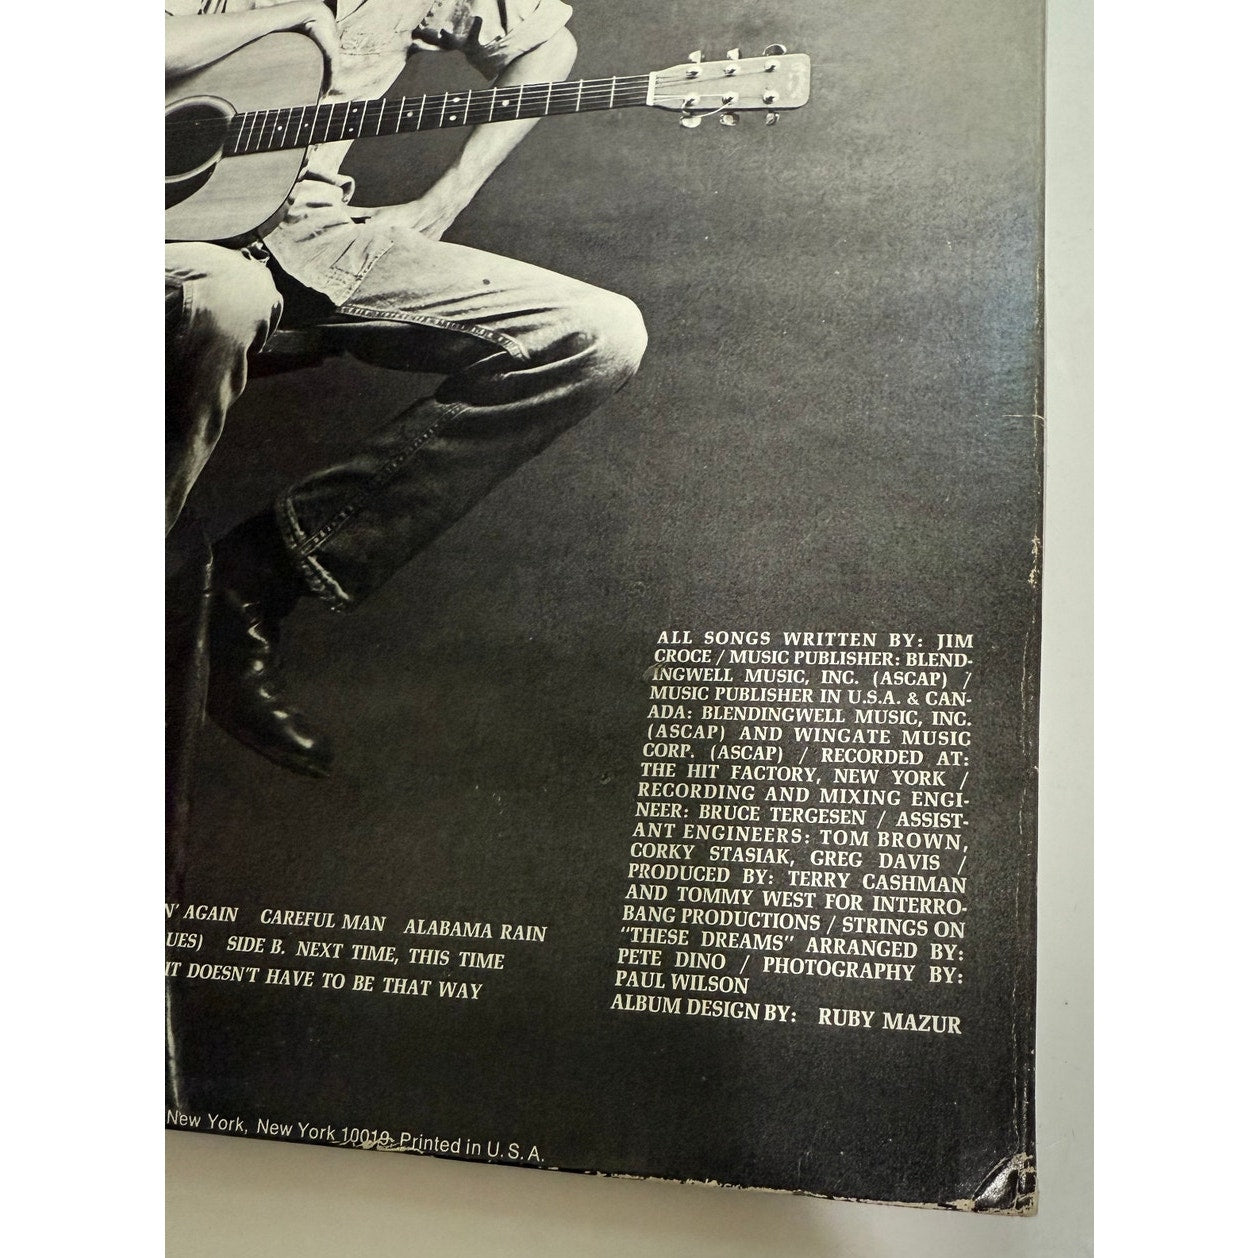 ALL SONGS WRITTEN BY: JIM
CROCE / MUSIC PUBLISHER: BLEND-
INGWELL MUSIC, INC. (ASCAP) /
MUSIC PUBLISHER IN U.S.A. & CAN-
ADA: BLENDINGWELL MUSIC, INC.
(ASCAP) AND WINGATE MUSIC
CORP. (ASCAP) / RECORDED AT:
THE HIT FACTORY, NEW YORK /
RECORDING AND MIXING ENGI-
NEER: BRUCE TERGESEN / ASSIST-
ANT ENGINEERS: TOM BROWN,
CORKY STASIAK, GREG DAVIS /
PRODUCED BY: TERRY CASHMAN
AND TOMMY WEST FOR INTERRO-
BANG PRODUCTIONS / STRINGS ON
"THESE DREAMS" ARRANGED BY:
PETE DINO / PHOTOGRAPHY BY:
PAUL WILSON
ALBUM DESIGN BY: RUBY MAZUR
N' AGAIN CAREFUL MAN ALABAMA RAIN
UES) SIDE B. NEXT TIME, THIS TIME
IT DOESN'T HAVE TO BE THAT WAY
New York, New York 10019. Printed in U.S.A.